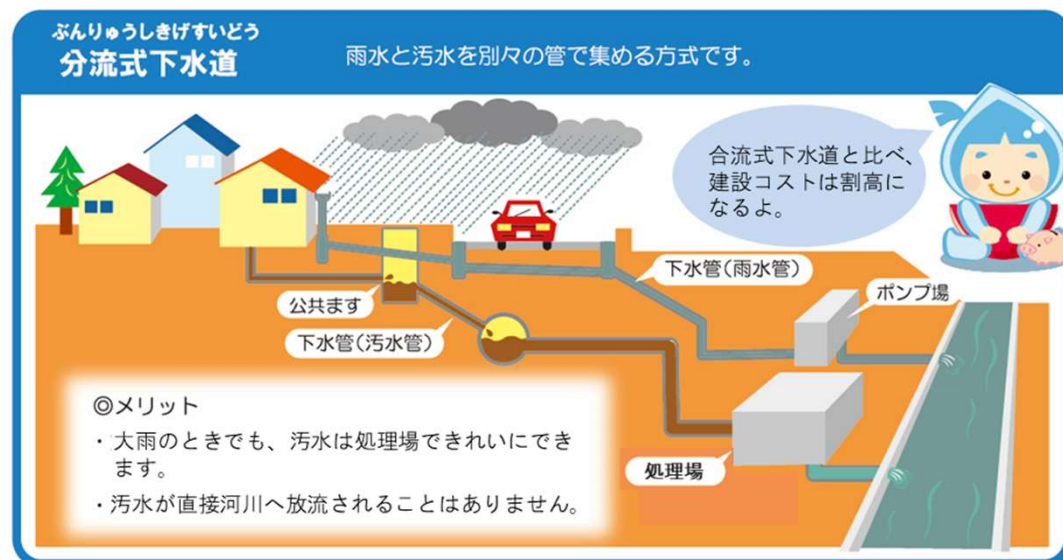 ぶんりゅうしきげすいどう
分流式下水道
雨水と汚水を別々の管で集める方式です。
合流式下水道と比べ、
建設コストは割高に
なるよ。
下水管(雨水管)
ポンプ場
公共ます
下水管(汚水管)
◎メリット
・大雨のときでも、汚水は処理場できれいにでき
ます。
・汚水が直接河川へ放流されることはありません。
処理場